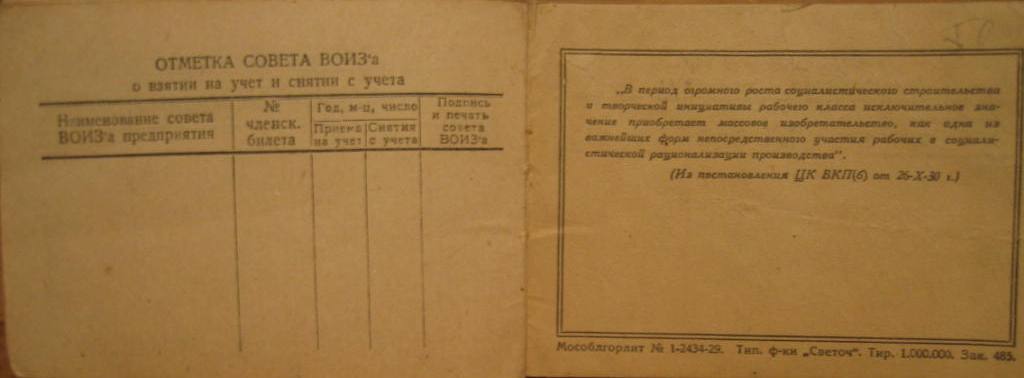 ОТМЕТКА СОВЕТА ВОИЗ'а
о взятии на учет и снятии с учета
Наименование совета
ВОИЗ'а предприятия
№
членск.
билета
Год, м-ц, число
Приема
на учет
Снятия
с учета
Подпись
и печать
совета
ВОИЗ'а
„В период огромного роста социалистического строительства
и творческой инициативы рабочего класса исключительное зна-
чение приобретает массовое изобретательство, как одна из
важнейших форм непосредственного участия рабочих в социали-
стической рационализации производства".
(Из постановления ЦК ВКП(б) от 26-X-30 г.)
Мособлгорлит № 1-2434-29. Тип. ф-ки „Светоч". Тир. 1.000.000. Зак. 485.